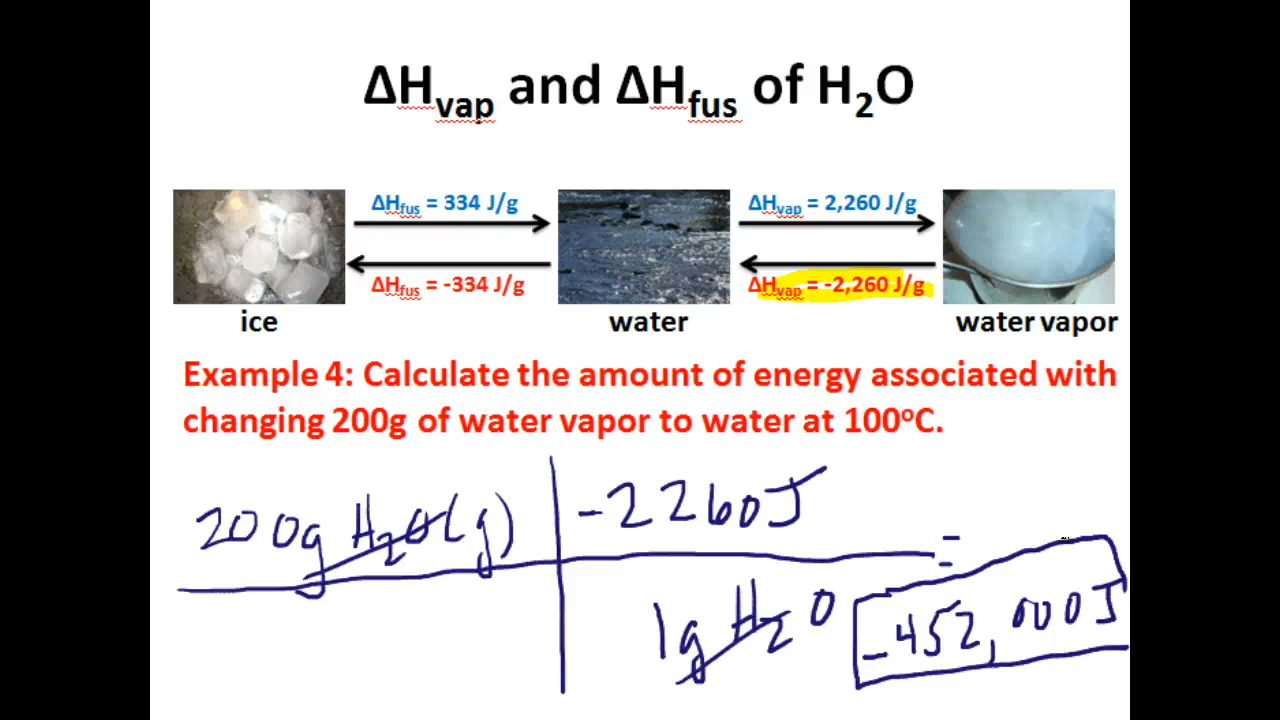 ΔHvap and ΔHfus of H₂O
ΔHfus = 334 J/g
ΔHvap = 2,260 J/g
ΔHfus = -334 J/g
ΔHvap = -2,260 J/g
ice
water
water vapor
Example 4: Calculate the amount of energy associated with
changing 200g of water vapor to water at 100°C.
200g H₂O(g)
-2260J
=
1g H₂O
-452,000J